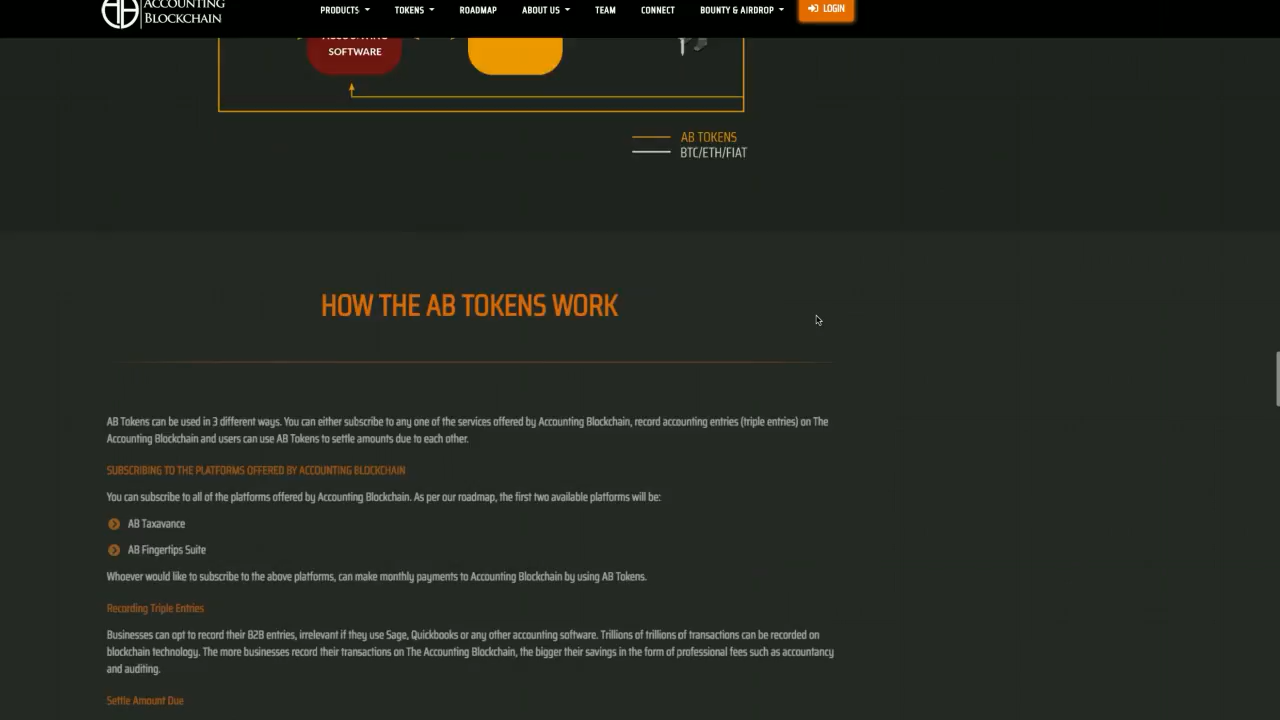 ACCOUNTING
BLOCKCHAIN
PRODUCTS TOKENS ROADMAP ABOUT US TEAM CONNECT BOUNTY & AIRDROP LOGIN
SOFTWARE
AB TOKENS
BTC/ETH/FIAT
HOW THE AB TOKENS WORK
AB Tokens can be used in 3 different ways. You can either subscribe to any one of the services offered by Accounting Blockchain, record accounting entries (triple entries) on The
Accounting Blockchain and users can use AB Tokens to settle amounts due to each other.
SUBSCRIBING TO THE PLATFORMS OFFERED BY ACCOUNTING BLOCKCHAIN
You can subscribe to all of the platforms offered by Accounting Blockchain. As per our roadmap, the first two available platforms will be:
AB Taxavance
AB Fingertips Suite
Whoever would like to subscribe to the above platforms, can make monthly payments to Accounting Blockchain by using AB Tokens.
Recording Triple Entries
Businesses can opt to record their B2B entries, irrelevant if they use Sage, Quickbooks or any other accounting software. Trillions of trillions of transactions can be recorded on
blockchain technology. The more businesses record their transactions on The Accounting Blockchain, the bigger their savings in the form of professional fees such as accountancy
and auditing.
Settle Amount Due